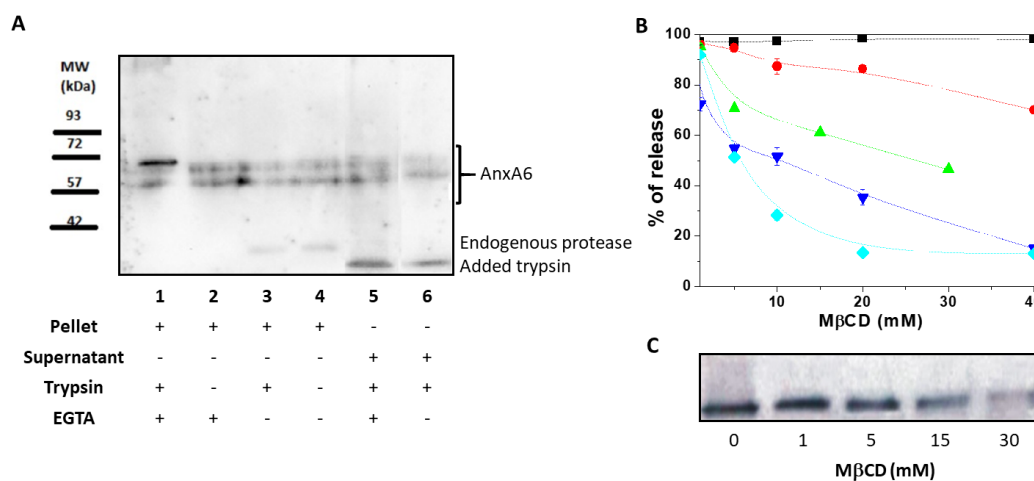 A
MW
(kDa)
93
72
57
42
AnxA6
Endogenous protease
Added trypsin
1 2 3 4 5 6
Pellet + + + + - -
Supernatant - - - - + +
Trypsin + - + - + +
EGTA + + - - + -
B
% of release
100
80
60
40
20
0
10 20 30 4
MβCD (mM)
C
0 1 5 15 30
MβCD (mM)